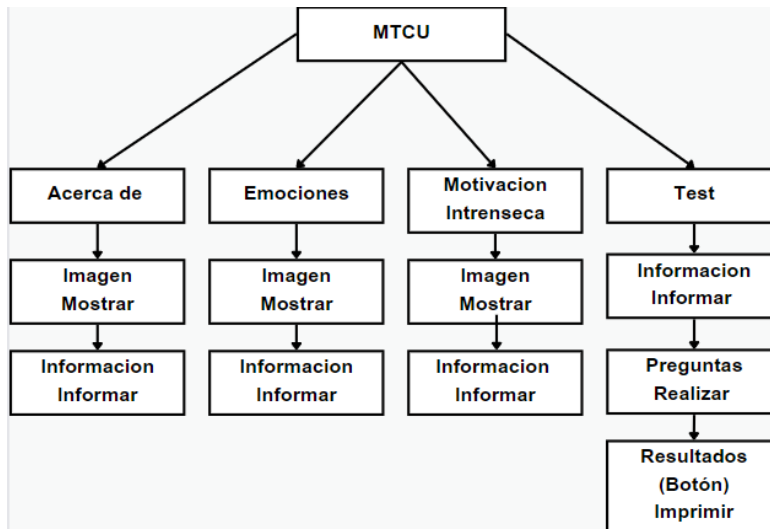 MTCU
Acerca de
Emociones
Motivacion
Intrenseca
Test
Imagen
Mostrar
Imagen
Mostrar
Imagen
Mostrar
Informacion
Informar
Informacion
Informar
Informacion
Informar
Informacion
Informar
Preguntas
Realizar
Resultados
(Botón)
Imprimir